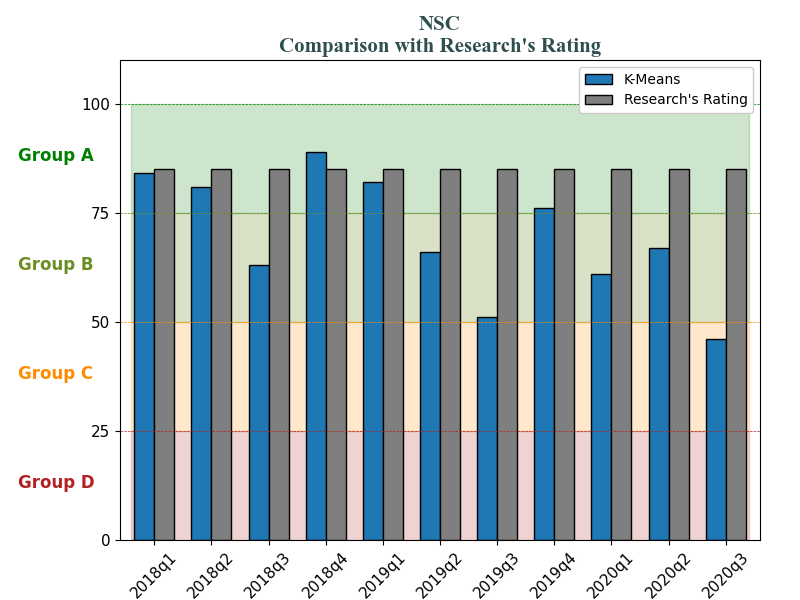 NSC
Comparison with Research's Rating
K-Means
Research's Rating
100
Group A
75
Group B
50
Group C
25
Group D
0
2018q1
2018q2
2018q3
2018q4
2019q1
2019q2
2019q3
2019q4
2020q1
2020q2
2020q3